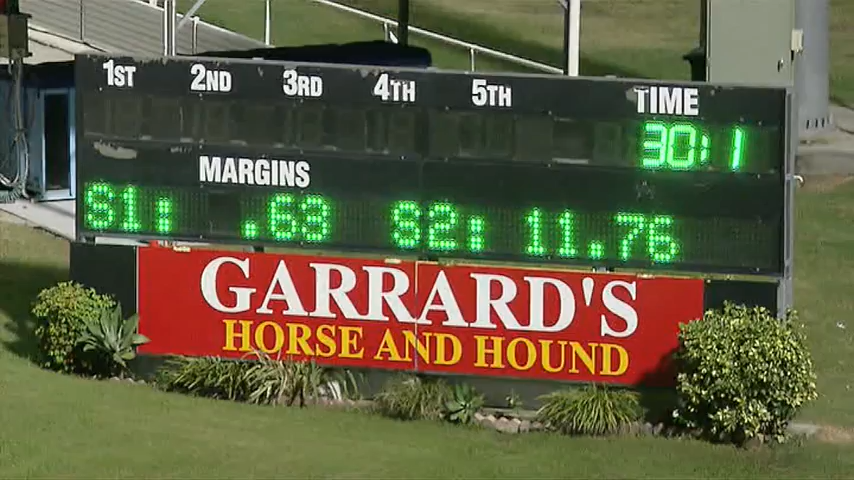 1ST 2ND 3RD 4TH 5TH TIME
30:1
MARGINS
S1: .63 S2: 11.76
GARRARD'S
HORSE AND HOUND